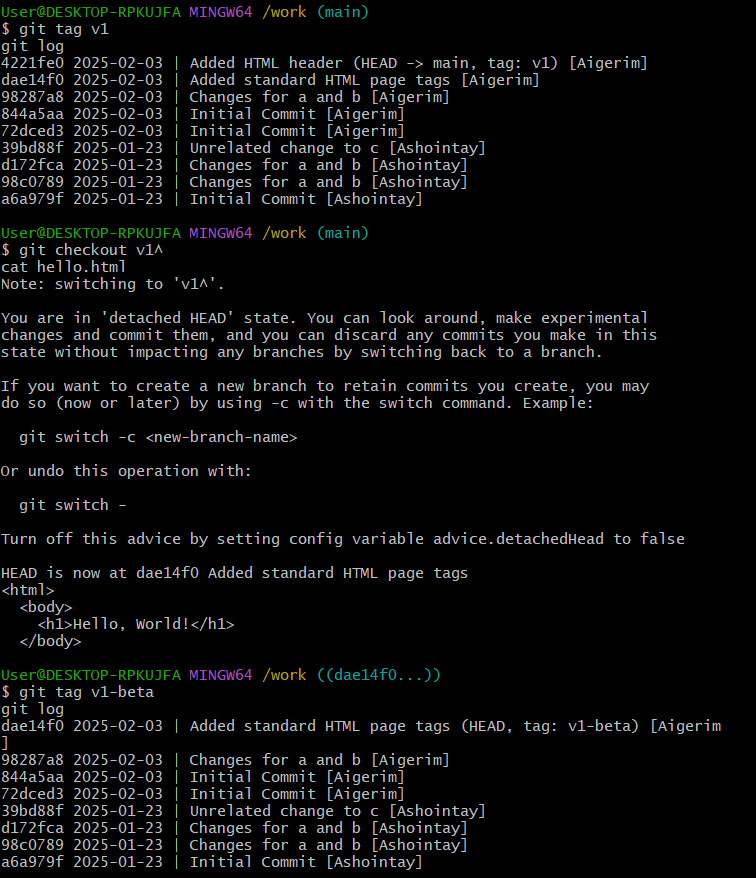 User@DESKTOP-RPKUJFA MINGW64 /work (main)
$ git tag v1
git log
4221fe0 2025-02-03 | Added HTML header (HEAD -> main, tag: v1) [Aigerim]
dae14f0 2025-02-03 | Added standard HTML page tags [Aigerim]
98287a8 2025-02-03 | Changes for a and b [Aigerim]
844a5aa 2025-02-03 | Initial Commit [Aigerim]
72dced3 2025-02-03 | Initial Commit [Aigerim]
39bd88f 2025-01-23 | Unrelated change to c [Ashointay]
d172fca 2025-01-23 | Changes for a and b [Ashointay]
98c0789 2025-01-23 | Changes for a and b [Ashointay]
a6a979f 2025-01-23 | Initial Commit [Ashointay]

User@DESKTOP-RPKUJFA MINGW64 /work (main)
$ git checkout v1^
cat hello.html
Note: switching to 'v1^'.

You are in 'detached HEAD' state. You can look around, make experimental
changes and commit them, and you can discard any commits you make in this
state without impacting any branches by switching back to a branch.

If you want to create a new branch to retain commits you create, you may
do so (now or later) by using -c with the switch command. Example:

  git switch -c <new-branch-name>

Or undo this operation with:

  git switch -

Turn off this advice by setting config variable advice.detachedHead to false

HEAD is now at dae14f0 Added standard HTML page tags
<html>
  <body>
    <h1>Hello, World!</h1>
  </body>

User@DESKTOP-RPKUJFA MINGW64 /work ((dae14f0...))
$ git tag v1-beta
git log
dae14f0 2025-02-03 | Added standard HTML page tags (HEAD, tag: v1-beta) [Aigerim
]
98287a8 2025-02-03 | Changes for a and b [Aigerim]
844a5aa 2025-02-03 | Initial Commit [Aigerim]
72dced3 2025-02-03 | Initial Commit [Aigerim]
39bd88f 2025-01-23 | Unrelated change to c [Ashointay]
d172fca 2025-01-23 | Changes for a and b [Ashointay]
98c0789 2025-01-23 | Changes for a and b [Ashointay]
a6a979f 2025-01-23 | Initial Commit [Ashointay]